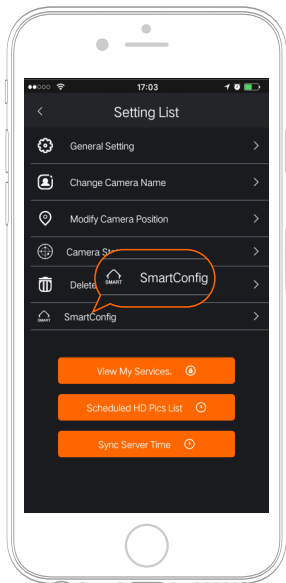 17:03
Setting List
General Setting
Change Camera Name
Modify Camera Position
Camera
SMART SmartConfig
Delete
SMART SmartConfig
View My Services.
Scheduled HD Pics List
Sync Server Time